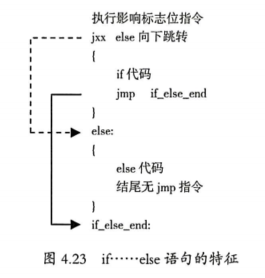 执行影响标志位指令
jxx else 向下跳转
{
if 代码
jmp if_else_end
}
else:
{
else 代码
结尾无 jmp 指令
}
if_else_end:
图 4.23 if……else 语句的特征